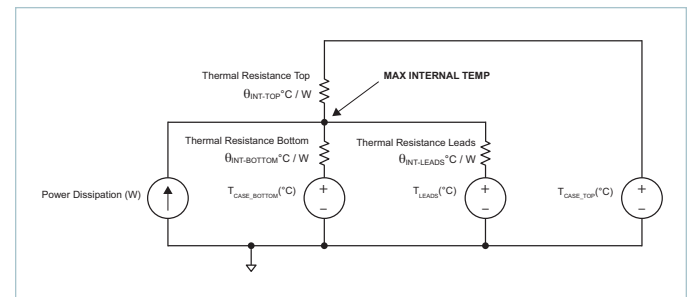 Thermal Resistance Top
θINT-TOP°C / W
MAX INTERNAL TEMP
Thermal Resistance Bottom
θINT-BOTTOM°C / W
Thermal Resistance Leads
θINT-LEADS°C / W
Power Dissipation (W)
TCASE_BOTTOM(°C)
+
–
TLEADS(°C)
+
–
TCASE_TOP(°C)
+
–